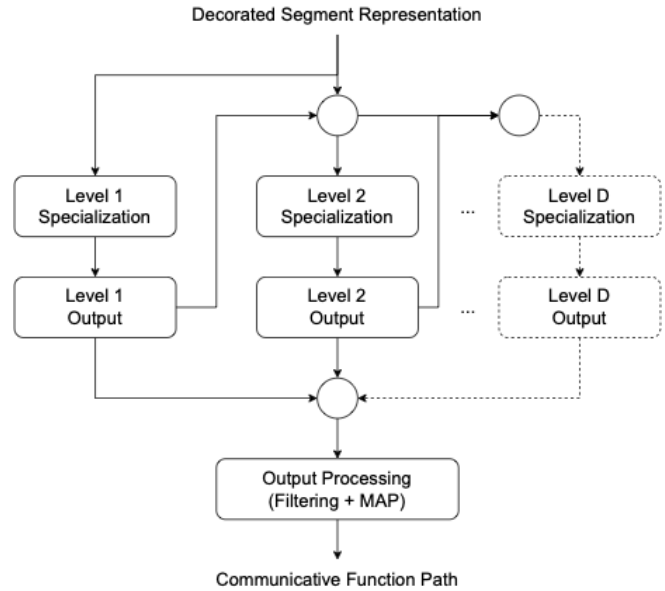 Decorated Segment Representation
Level 1
Specialization
Level 2
Specialization
...
Level D
Specialization
Level 1
Output
Level 2
Output
...
Level D
Output
Output Processing
(Filtering + MAP)
Communicative Function Path